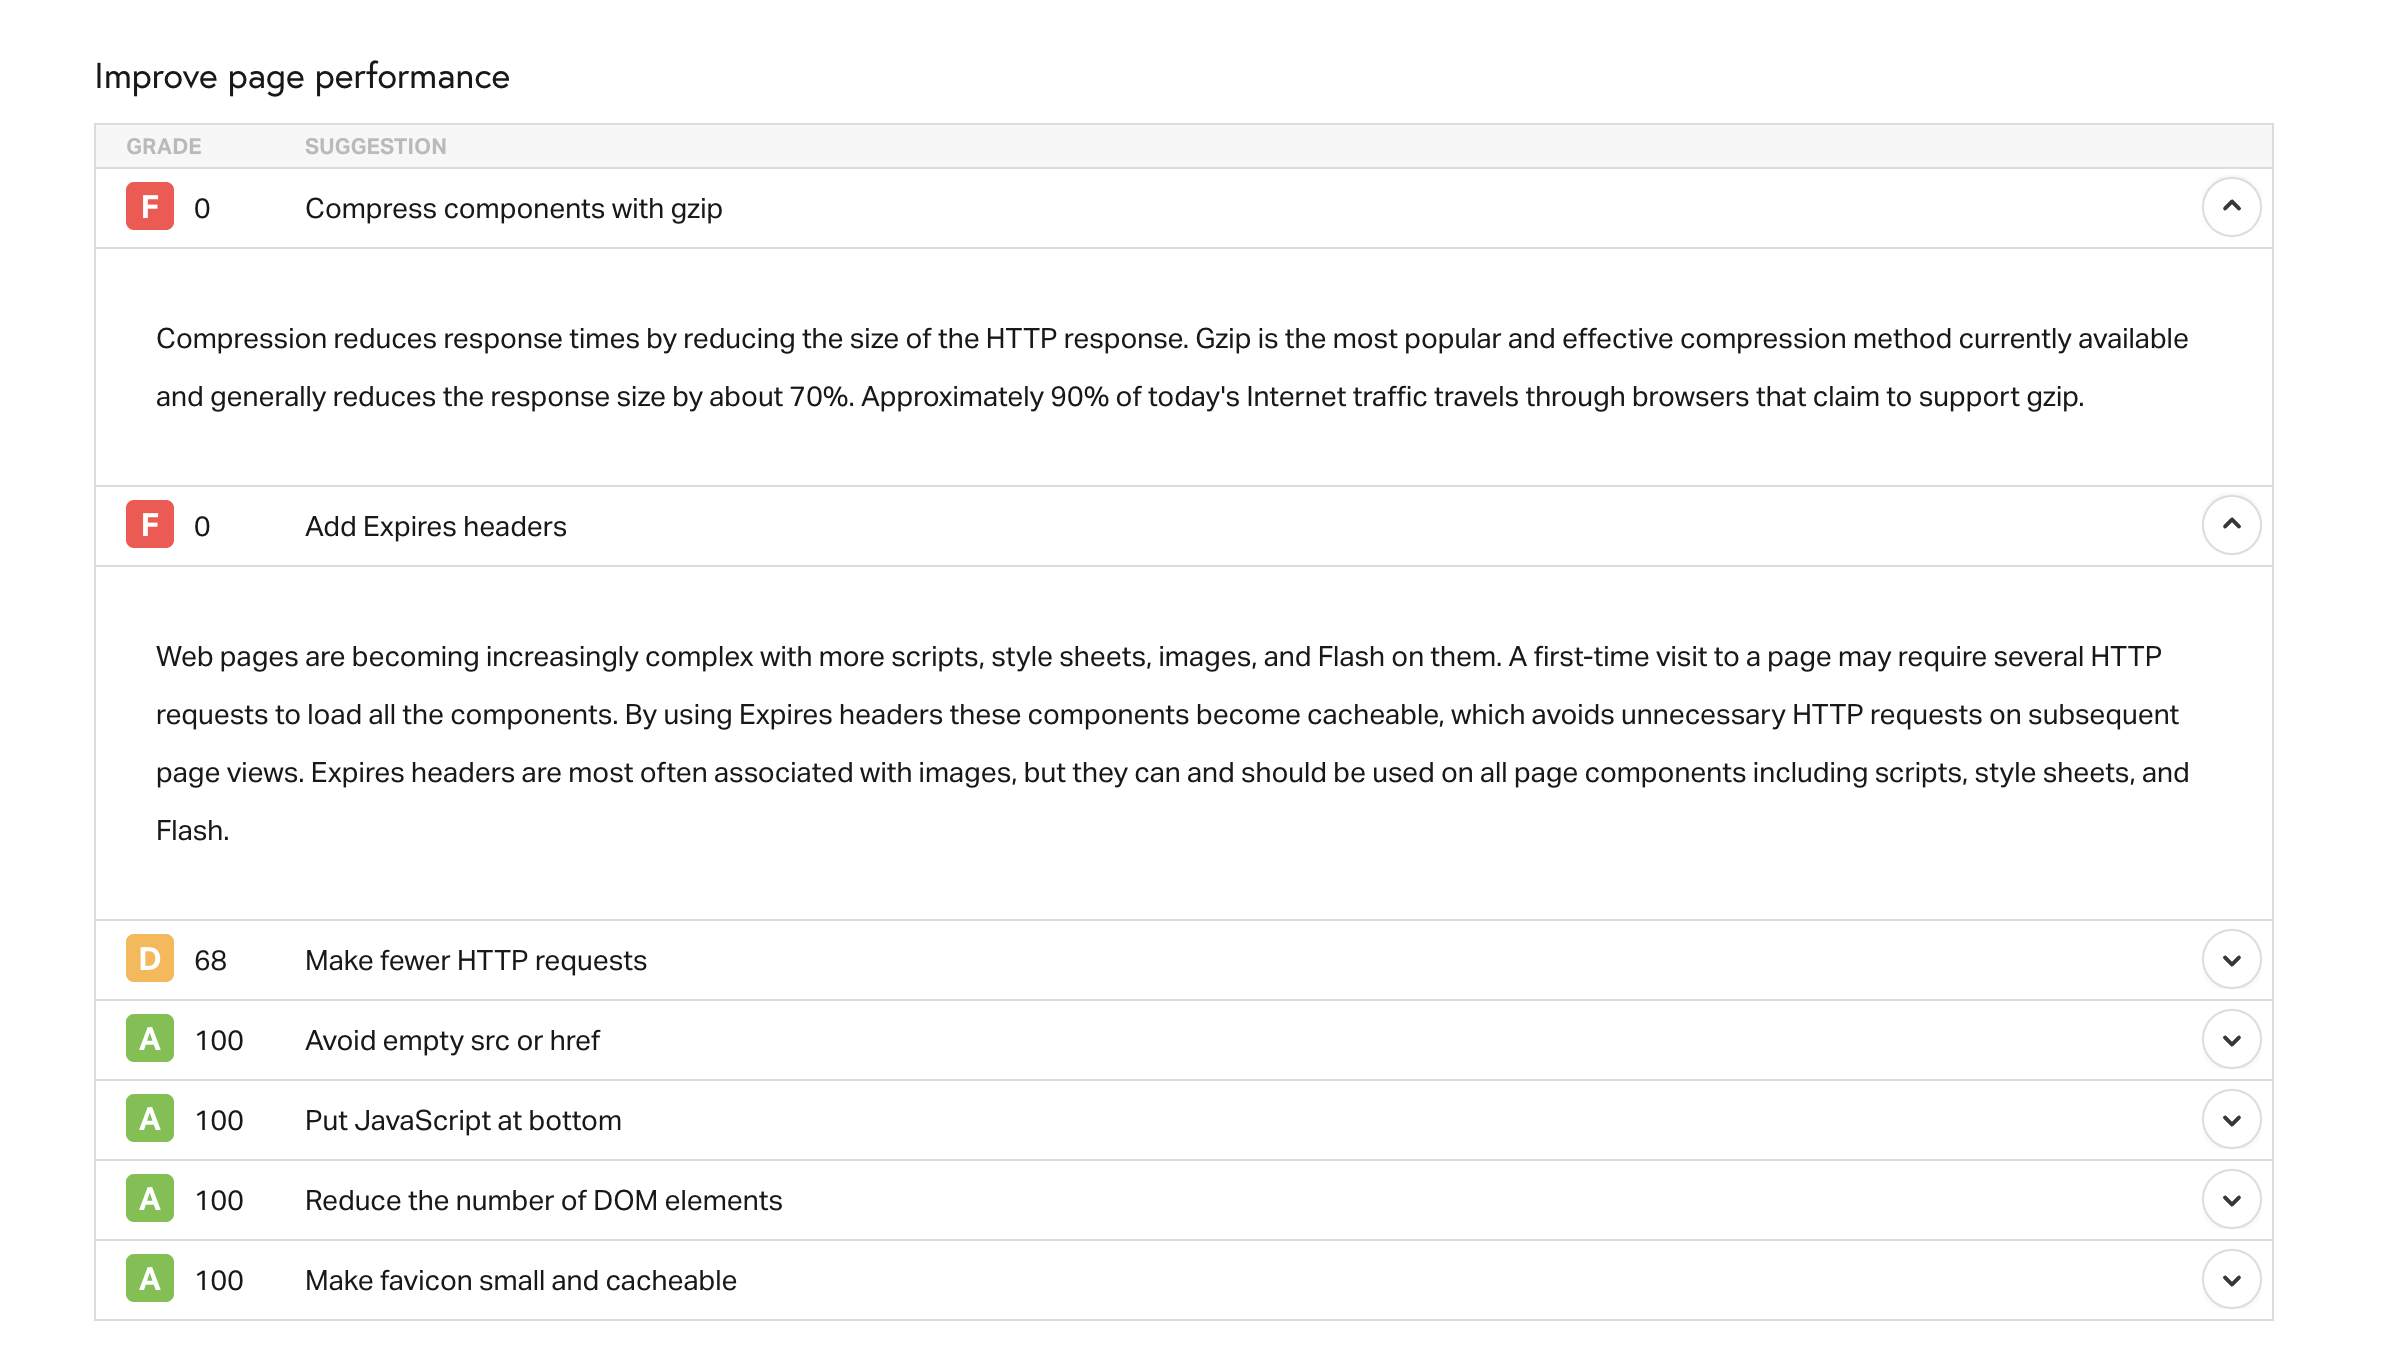 Improve page performance
GRADE SUGGESTION
F 0 Compress components with gzip
Compression reduces response times by reducing the size of the HTTP response. Gzip is the most popular and effective compression method currently available
and generally reduces the response size by about 70%. Approximately 90% of today's Internet traffic travels through browsers that claim to support gzip.
F 0 Add Expires headers
Web pages are becoming increasingly complex with more scripts, style sheets, images, and Flash on them. A first-time visit to a page may require several HTTP
requests to load all the components. By using Expires headers these components become cacheable, which avoids unnecessary HTTP requests on subsequent
page views. Expires headers are most often associated with images, but they can and should be used on all page components including scripts, style sheets, and
Flash.
D 68 Make fewer HTTP requests
A 100 Avoid empty src or href
A 100 Put JavaScript at bottom
A 100 Reduce the number of DOM elements
A 100 Make favicon small and cacheable